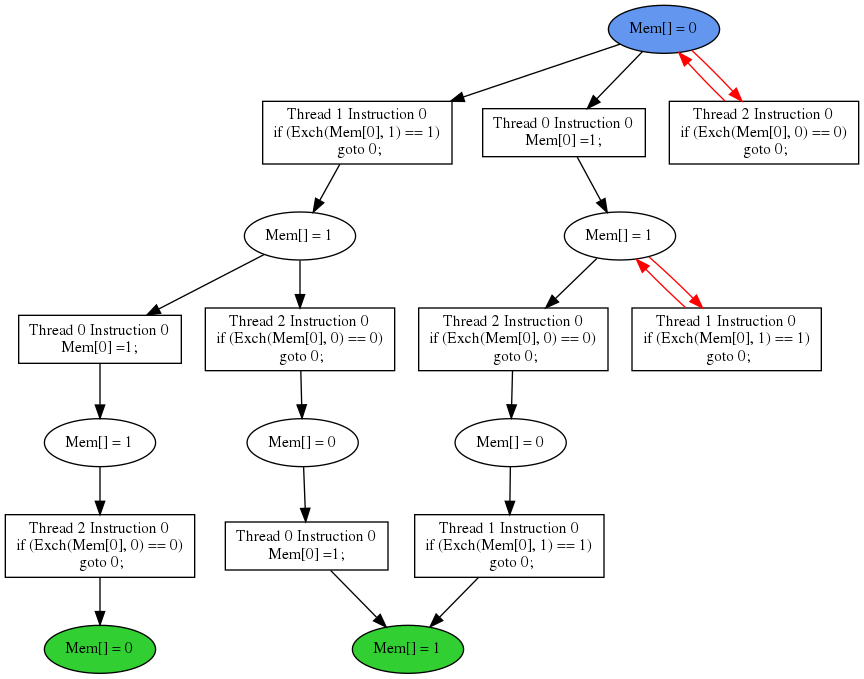 Mem[] = 0
Thread 1 Instruction 0
if (Exch(Mem[0], 1) == 1)
goto 0;
Thread 0 Instruction 0
Mem[0] =1;
Thread 2 Instruction 0
if (Exch(Mem[0], 0) == 0)
goto 0;
Mem[] = 1
Mem[] = 1
Thread 0 Instruction 0
Mem[0] =1;
Thread 2 Instruction 0
if (Exch(Mem[0], 0) == 0)
goto 0;
Thread 2 Instruction 0
if (Exch(Mem[0], 0) == 0)
goto 0;
Thread 1 Instruction 0
if (Exch(Mem[0], 1) == 1)
goto 0;
Mem[] = 1
Mem[] = 0
Mem[] = 0
Thread 2 Instruction 0
if (Exch(Mem[0], 0) == 0)
goto 0;
Thread 0 Instruction 0
Mem[0] =1;
Thread 1 Instruction 0
if (Exch(Mem[0], 1) == 1)
goto 0;
Mem[] = 0
Mem[] = 1